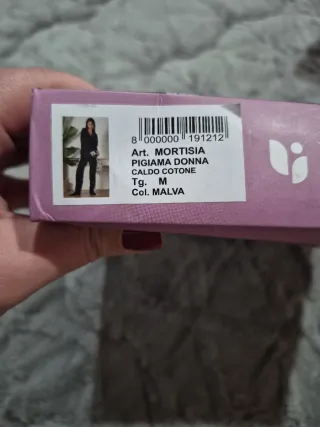 8 000000 191212
Art. MORTISIA
PIGIAMA DONNA
CALDO COTONE
Tg. M
Col. MALVA